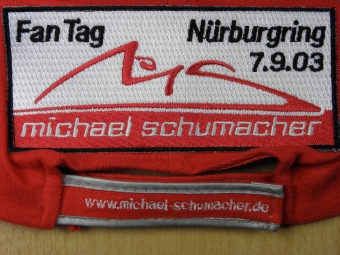 Fan Tag Nürburgring
7.9.03
michael schumacher
www.michael-schumacher.de